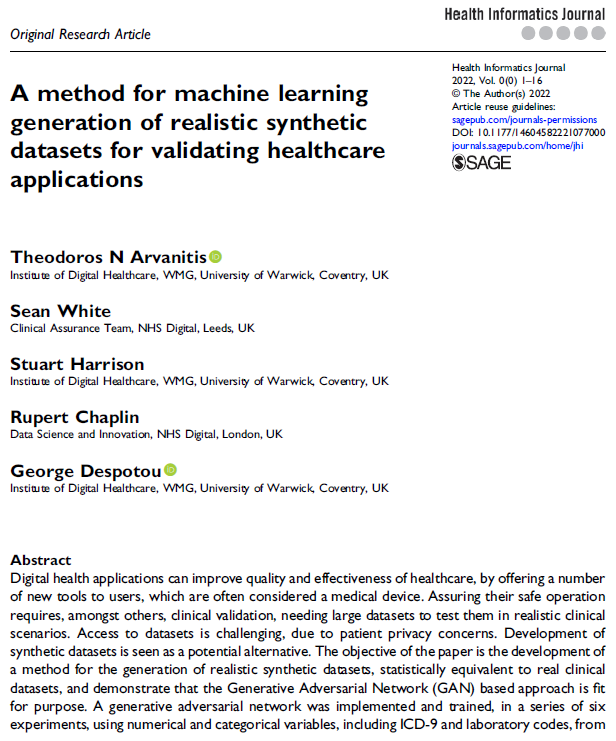 Health Informatics Journal
Original Research Article
Health Informatics Journal
2022, Vol. 0(0) 1–16
© The Author(s) 2022
Article reuse guidelines:
sagepub.com/journals-permissions
DOI: 10.1177/14604582221077000
journals.sagepub.com/home/jhi
SAGE
A method for machine learning
generation of realistic synthetic
datasets for validating healthcare
applications
Theodoros N Arvanitis iD
Institute of Digital Healthcare, WMG, University of Warwick, Coventry, UK
Sean White
Clinical Assurance Team, NHS Digital, Leeds, UK
Stuart Harrison
Institute of Digital Healthcare, WMG, University of Warwick, Coventry, UK
Rupert Chaplin
Data Science and Innovation, NHS Digital, London, UK
George Despotou iD
Institute of Digital Healthcare, WMG, University of Warwick, Coventry, UK
Abstract
Digital health applications can improve quality and effectiveness of healthcare, by offering a number
of new tools to users, which are often considered a medical device. Assuring their safe operation
requires, amongst others, clinical validation, needing large datasets to test them in realistic clinical
scenarios. Access to datasets is challenging, due to patient privacy concerns. Development of
synthetic datasets is seen as a potential alternative. The objective of the paper is the development of
a method for the generation of realistic synthetic datasets, statistically equivalent to real clinical
datasets, and demonstrate that the Generative Adversarial Network (GAN) based approach is fit
for purpose. A generative adversarial network was implemented and trained, in a series of six
experiments, using numerical and categorical variables, including ICD-9 and laboratory codes, from